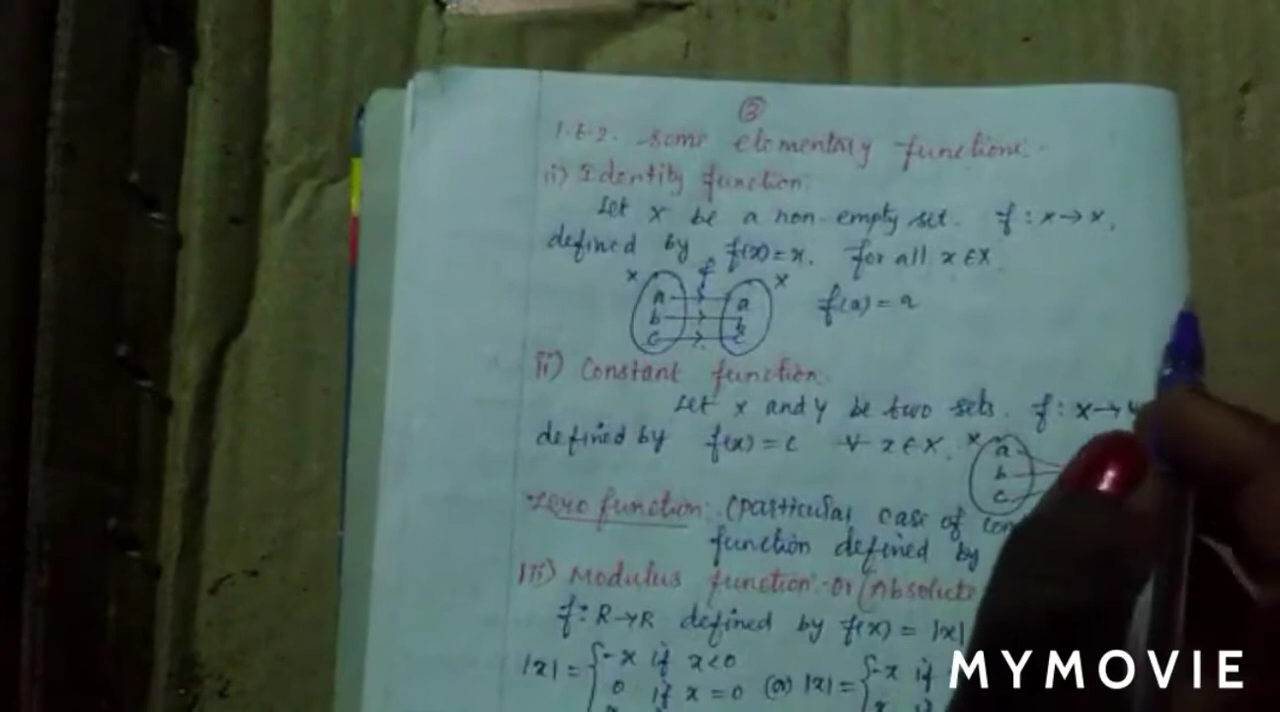 ②
1.6.2. some elementary functions.
(i) Identity function.
Let X be a non-empty set. f : X → X,
defined by f(x) = x. for all x ∈ X.
f
X X
a a f(a) = a
b b
c c
ii) Constant function.
Let X and Y be two sets. f : X → Y
defined by f(x) = c ∀ x ∈ X. X
a
b
c
Zero function: (particular case of
function defined by
iii) Modulus function. or (Absolute
f : R → R defined by f(x) = |x|
|x| = { -x if x<0
0 if x = 0 (or) |x| = { -x if
MYMOVIE